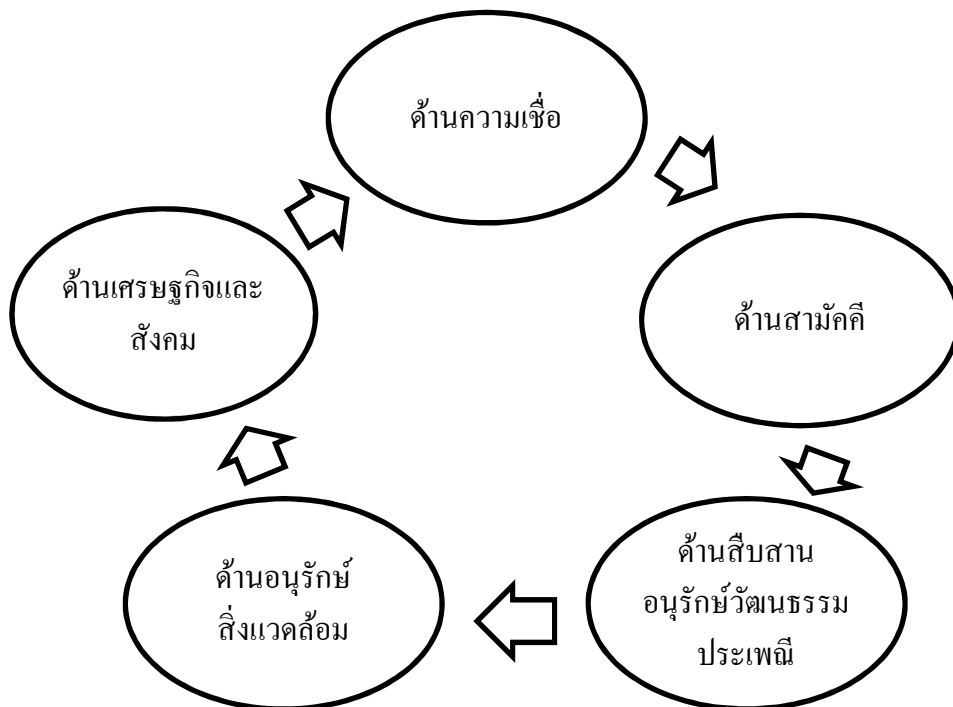 ด้านความเชื่อ
ด้านสามัคคี
ด้านสืบสาน
อนุรักษ์วัฒนธรรม
ประเพณี
ด้านอนุรักษ์
สิ่งแวดล้อม
ด้านเศรษฐกิจและ
สังคม